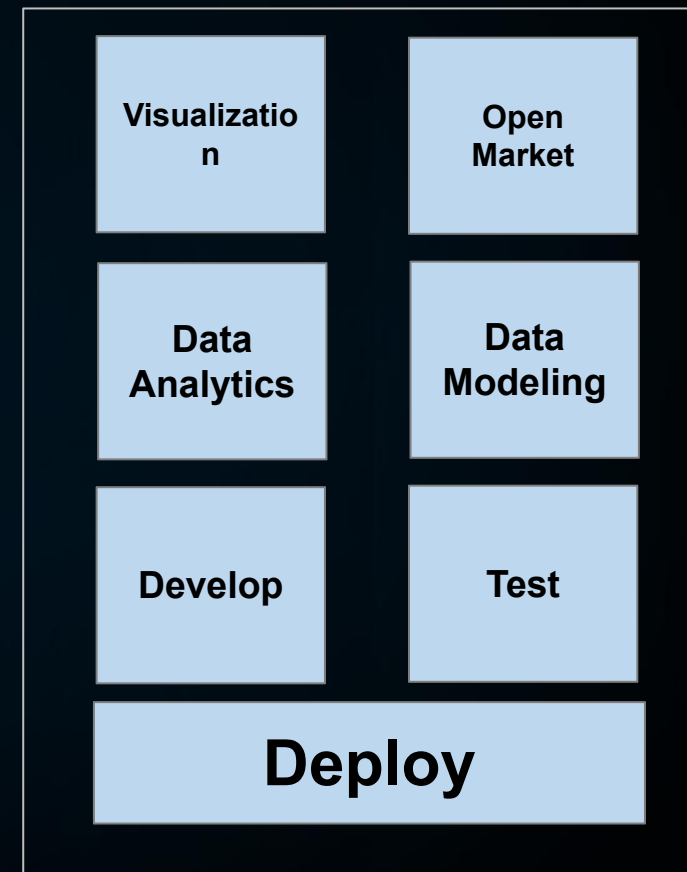 Visualizatio
n
Open
Market
Data
Analytics
Data
Modeling
Develop
Test
Deploy